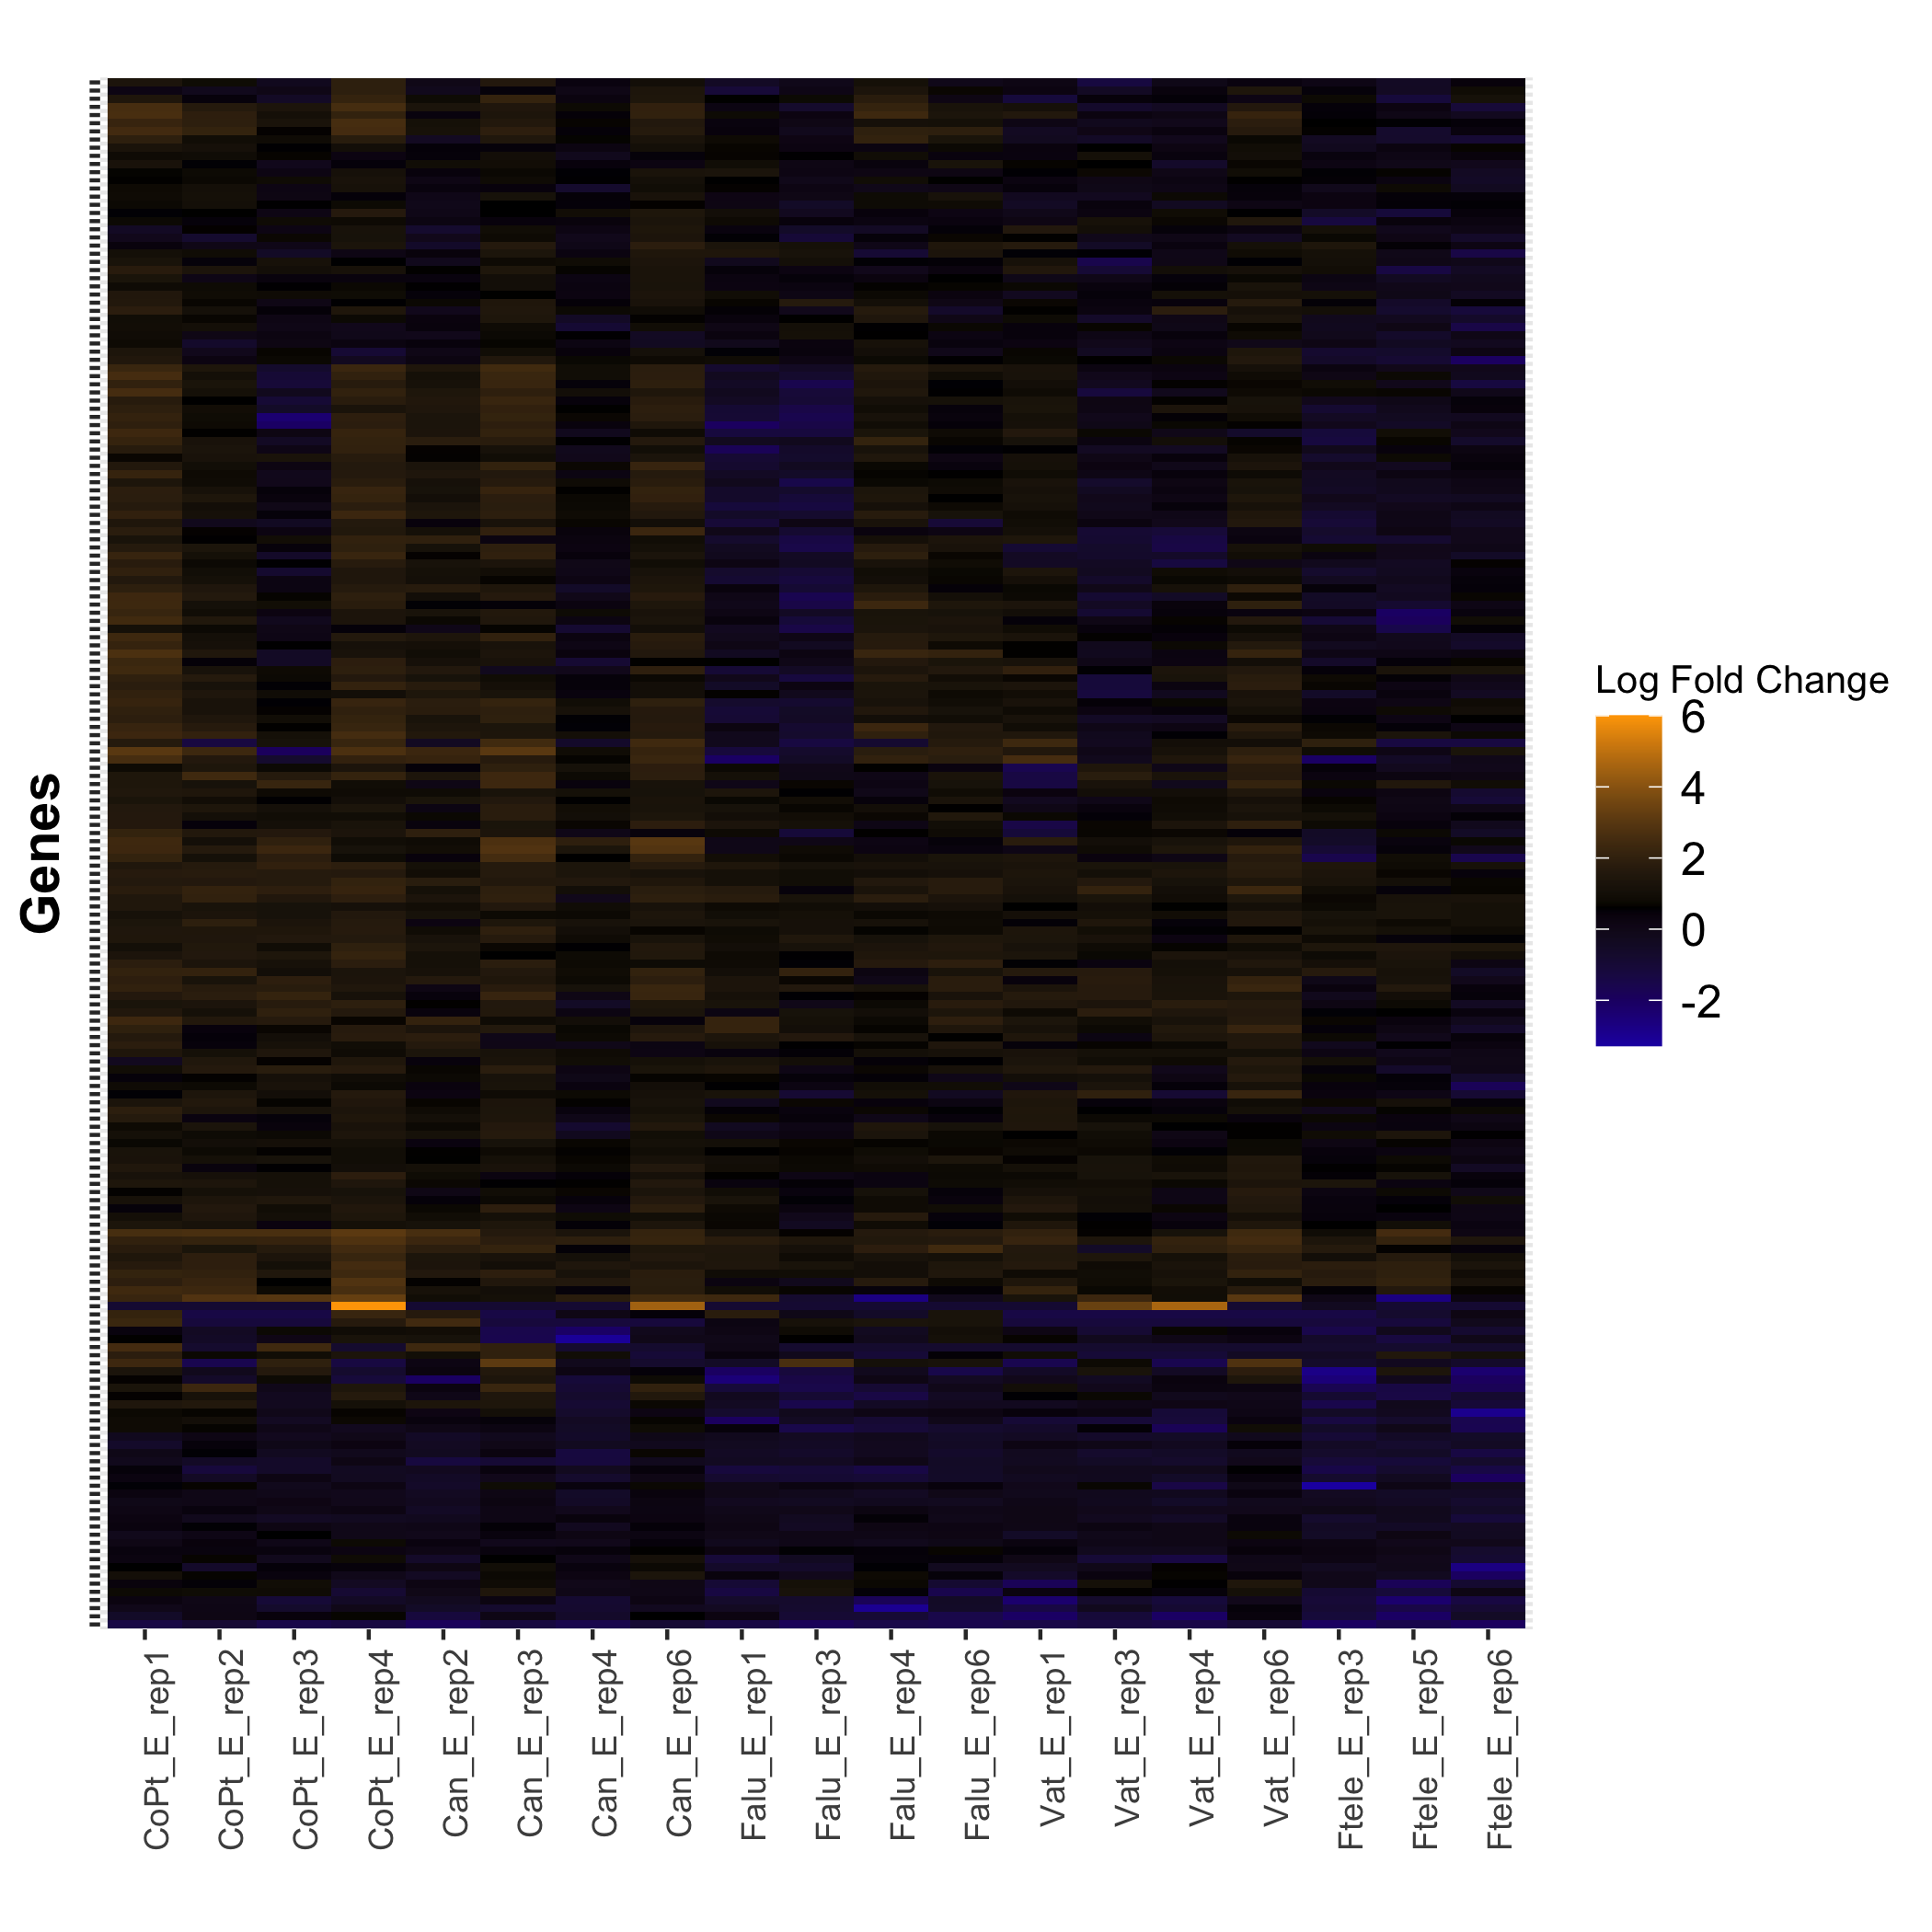 Genes
Log Fold Change
6
4
2
0
-2
CoPt_E_rep1
CoPt_E_rep2
CoPt_E_rep3
CoPt_E_rep4
Can_E_rep2
Can_E_rep3
Can_E_rep4
Can_E_rep6
Falu_E_rep1
Falu_E_rep3
Falu_E_rep4
Falu_E_rep6
Vat_E_rep1
Vat_E_rep3
Vat_E_rep4
Vat_E_rep6
Ftele_E_rep3
Ftele_E_rep5
Ftele_E_rep6